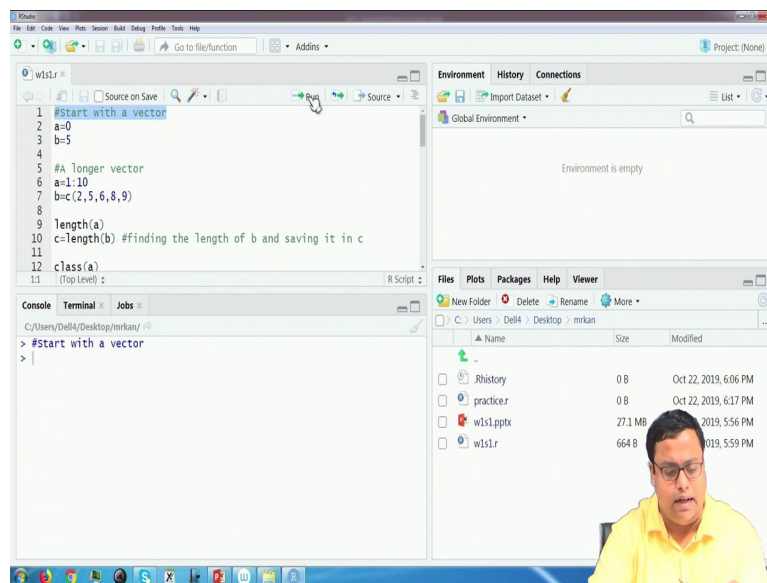 RStudio
File Edit Code View Plots Session Build Debug Profile Tools Help
Go to file/function Addins Project: (None)
w1s1.r
Source on Save Run Source
1 #Start with a vector
2 a=0
3 b=5
4
5 #A longer vector
6 a=1:10
7 b=c(2,5,6,8,9)
8
9 length(a)
10 c=length(b) #finding the length of b and saving it in c
11
12 class(a)
1:1 (Top Level) R Script
Console Terminal Jobs
C:/Users/Dell4/Desktop/mrkan/
> #Start with a vector
>
Environment History Connections
Import Dataset List
Global Environment
Environment is empty
Files Plots Packages Help Viewer
New Folder Delete Rename More
C: Users Dell4 Desktop mrkan
Name Size Modified
..
.Rhistory 0 B Oct 22, 2019, 6:06 PM
practice.r 0 B Oct 22, 2019, 6:17 PM
w1s1.pptx 27.1 MB 2019, 5:56 PM
w1s1.r 664 B 2019, 5:59 PM